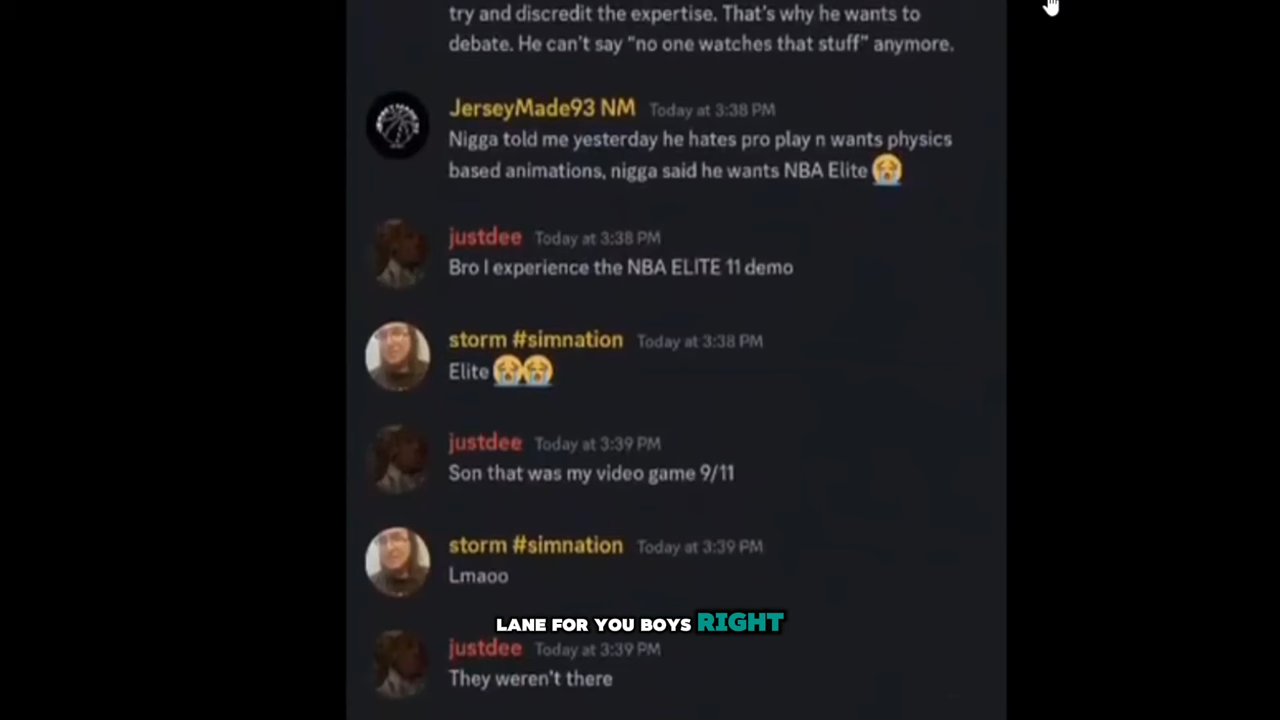 try and discredit the expertise. That's why he wants to
debate. He can't say "no one watches that stuff" anymore.
JerseyMade93 NM Today at 3:38 PM
Nigga told me yesterday he hates pro play n wants physics
based animations, nigga said he wants NBA Elite 😭
justdee Today at 3:38 PM
Bro I experience the NBA ELITE 11 demo
storm #simnation Today at 3:38 PM
Elite 😭😭
justdee Today at 3:39 PM
Son that was my video game 9/11
storm #simnation Today at 3:39 PM
Lmaoo
LANE FOR YOU BOYS RIGHT
justdee Today at 3:39 PM
They weren't there